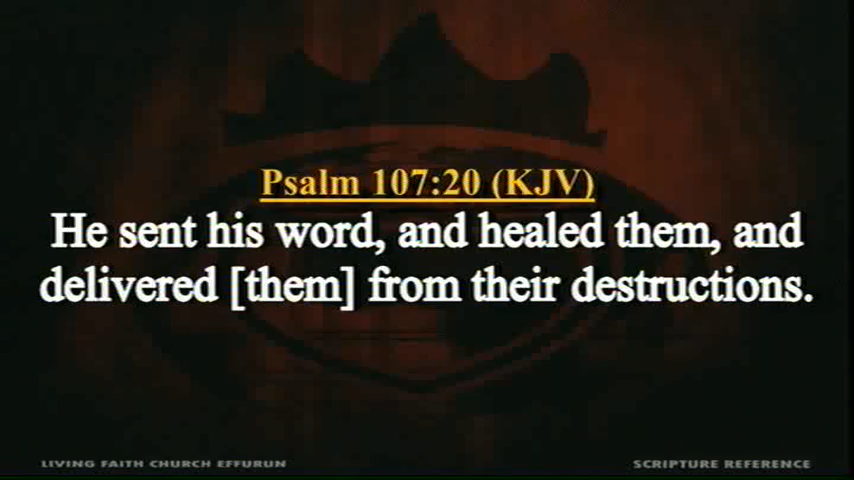 Psalm 107:20 (KJV)
He sent his word, and healed them, and
delivered [them] from their destructions.
LIVING FAITH CHURCH EFFURUN
SCRIPTURE REFERENCE